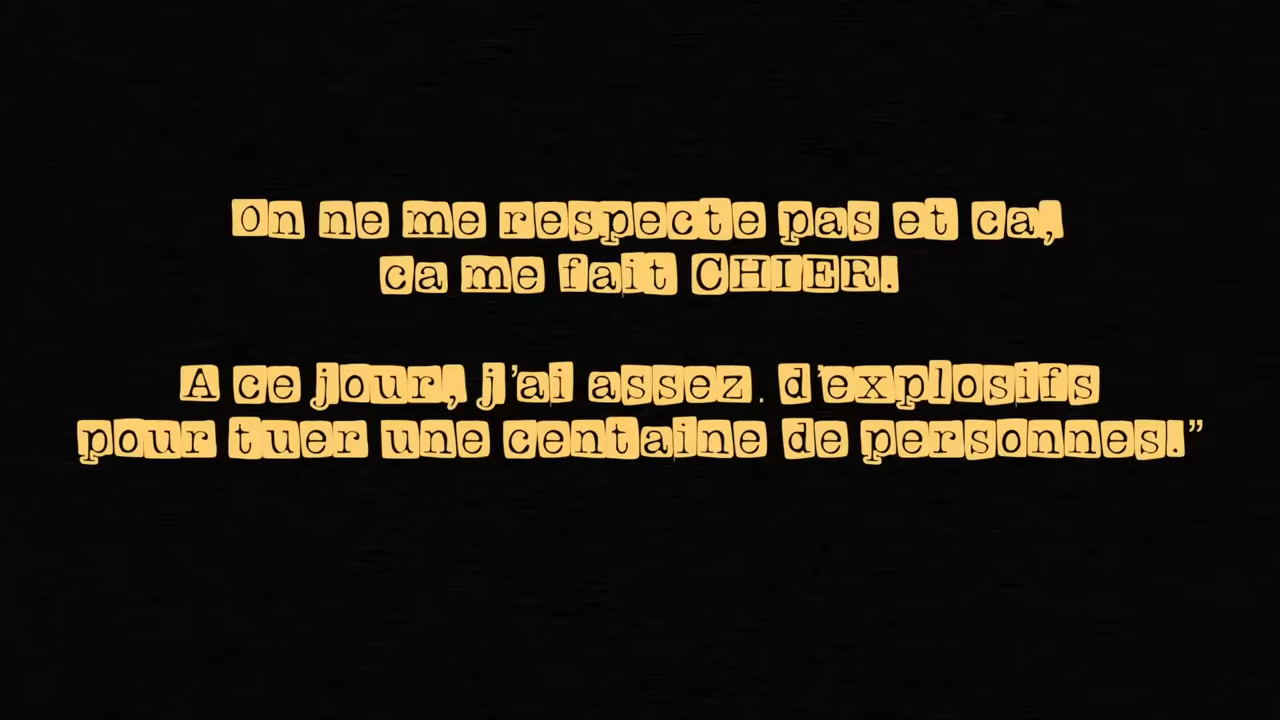 On ne me respecte pas et ca,
ca me fait CHIER.
A ce jour, j'ai assez. d'explosifs
pour tuer une centaine de personnes."